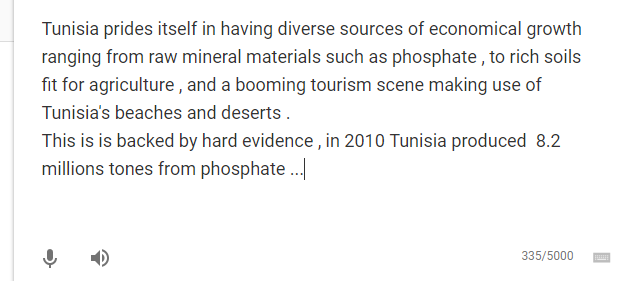 Tunisia prides itself in having diverse sources of economical growth
ranging from raw mineral materials such as phosphate , to rich soils
fit for agriculture , and a booming tourism scene making use of
Tunisia's beaches and deserts .
This is is backed by hard evidence , in 2010 Tunisia produced  8.2
millions tones from phosphate ...
335/5000